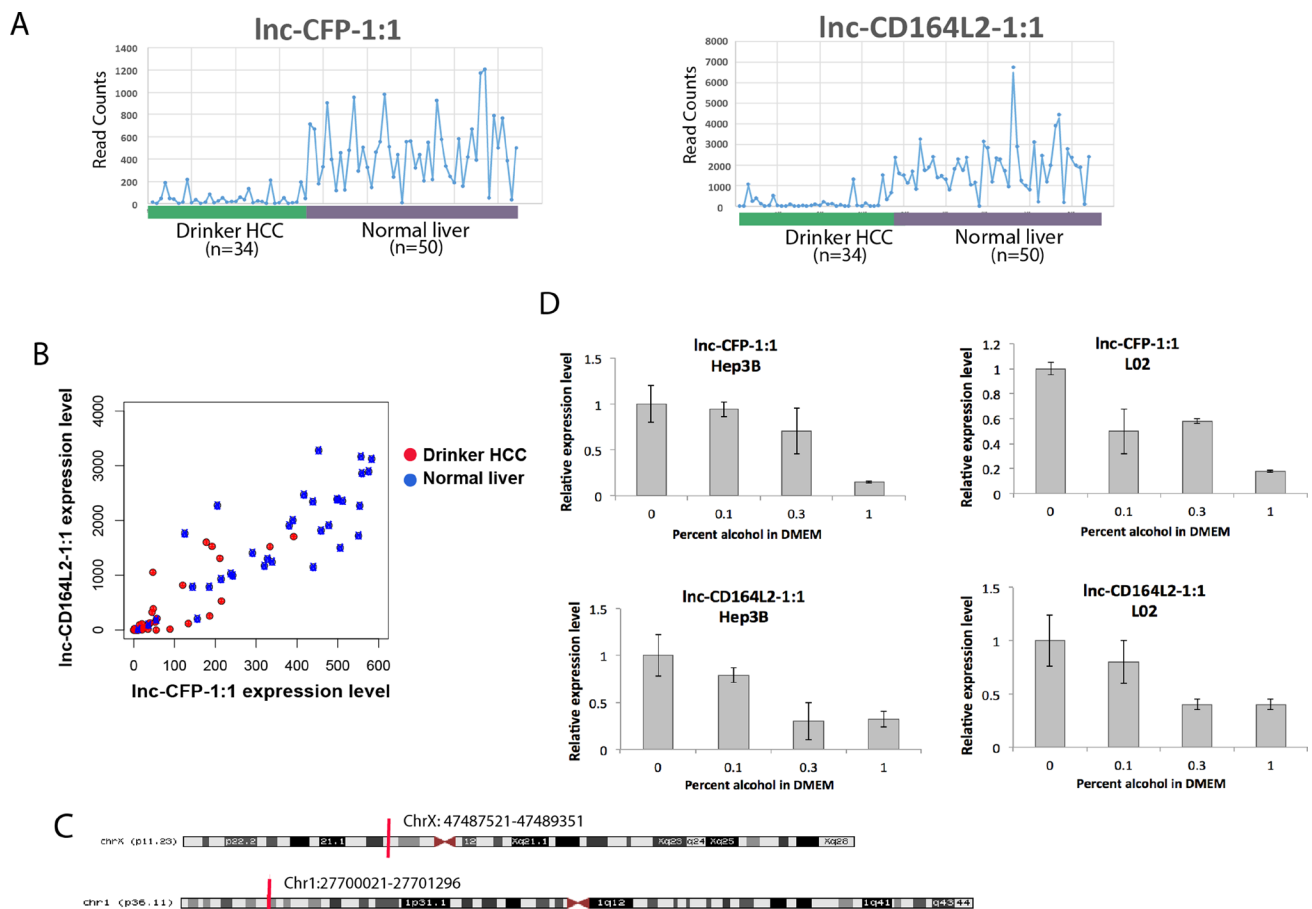 A
lnc-CFP-1:1
1400
1200
1000
800
600
400
200
0
Read Counts
Drinker HCC
(n=34)
Normal liver
(n=50)
lnc-CD164L2-1:1
8000
7000
6000
5000
4000
3000
2000
1000
0
Read Counts
Drinker HCC
(n=34)
Normal liver
(n=50)
B
lnc-CD164L2-1:1 expression level
4000
3000
2000
1000
0
0 100 200 300 400 500 600
lnc-CFP-1:1 expression level
Drinker HCC
Normal liver
D
lnc-CFP-1:1
Hep3B
Relative expression level
1.5
1
0.5
0
0 0.1 0.3 1
Percent alcohol in DMEM
lnc-CFP-1:1
L02
Relative expression level
1.2
1
0.8
0.6
0.4
0.2
0
0 0.1 0.3 1
Percent alcohol in DMEM
lnc-CD164L2-1:1
Hep3B
Relative expression level
1.5
1
0.5
0
0 0.1 0.3 1
Percent alcohol in DMEM
lnc-CD164L2-1:1
L02
Relative expression level
1.5
1
0.5
0
0 0.1 0.3 1
Percent alcohol in DMEM
C
ChrX: 47487521-47489351
chrX (p11.23) p22.2 21.1 12 Xq21.1 Xq23 q24 Xq25 Xq28
Chr1:27700021-27701296
chr1 (p36.11) 1p31.1 1q12 1q41 q43 44